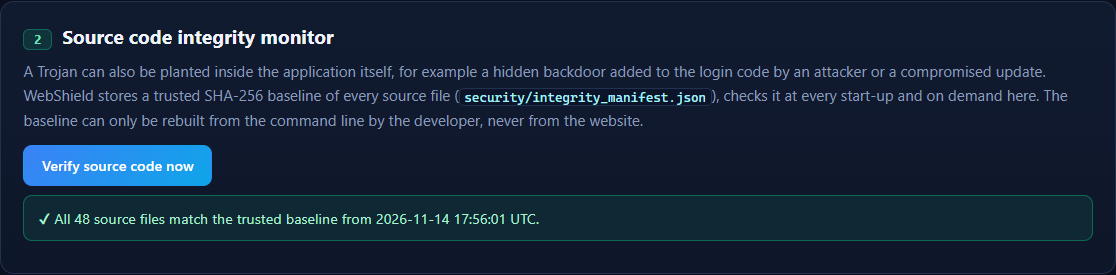 2 Source code integrity monitor
A Trojan can also be planted inside the application itself, for example a hidden backdoor added to the login code by an attacker or a compromised update.
WebShield stores a trusted SHA-256 baseline of every source file ( security/integrity_manifest.json ), checks it at every start-up and on demand here. The
baseline can only be rebuilt from the command line by the developer, never from the website.
Verify source code now
✓ All 48 source files match the trusted baseline from 2026-11-14 17:56:01 UTC.